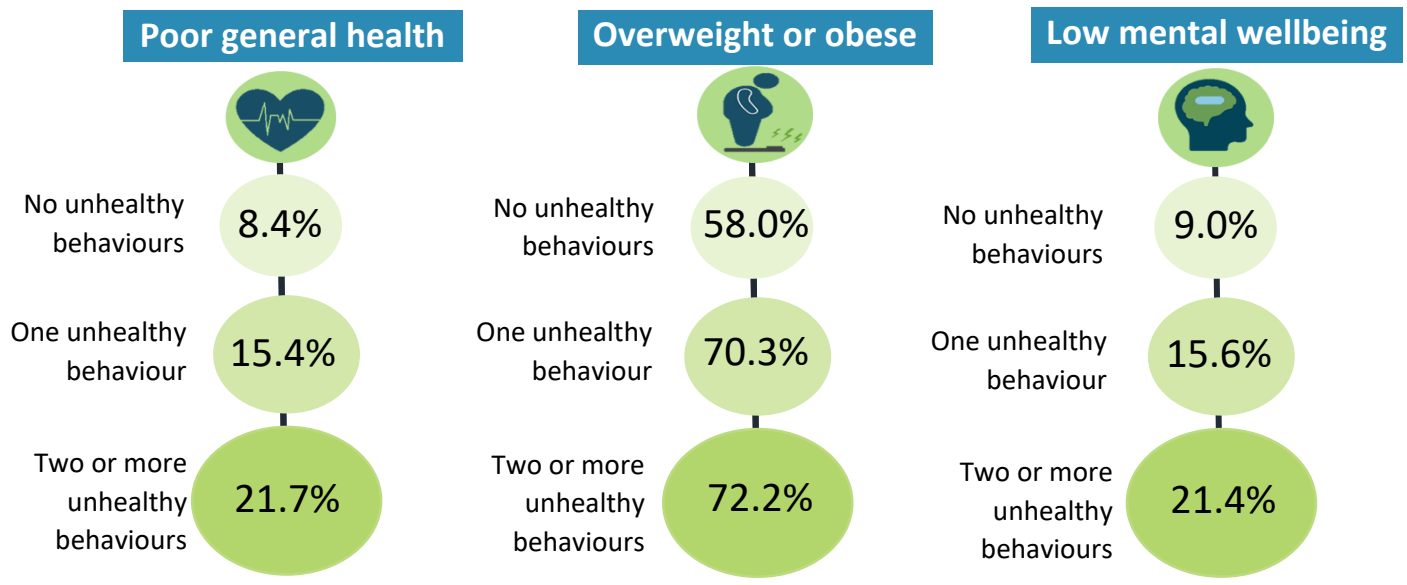 Poor general health
No unhealthy
behaviours
8.4%
One unhealthy
behaviour
15.4%
Two or more
unhealthy
behaviours
21.7%
Overweight or obese
No unhealthy
behaviours
58.0%
One unhealthy
behaviour
70.3%
Two or more
unhealthy
behaviours
72.2%
Low mental wellbeing
No unhealthy
behaviours
9.0%
One unhealthy
behaviour
15.6%
Two or more
unhealthy
behaviours
21.4%